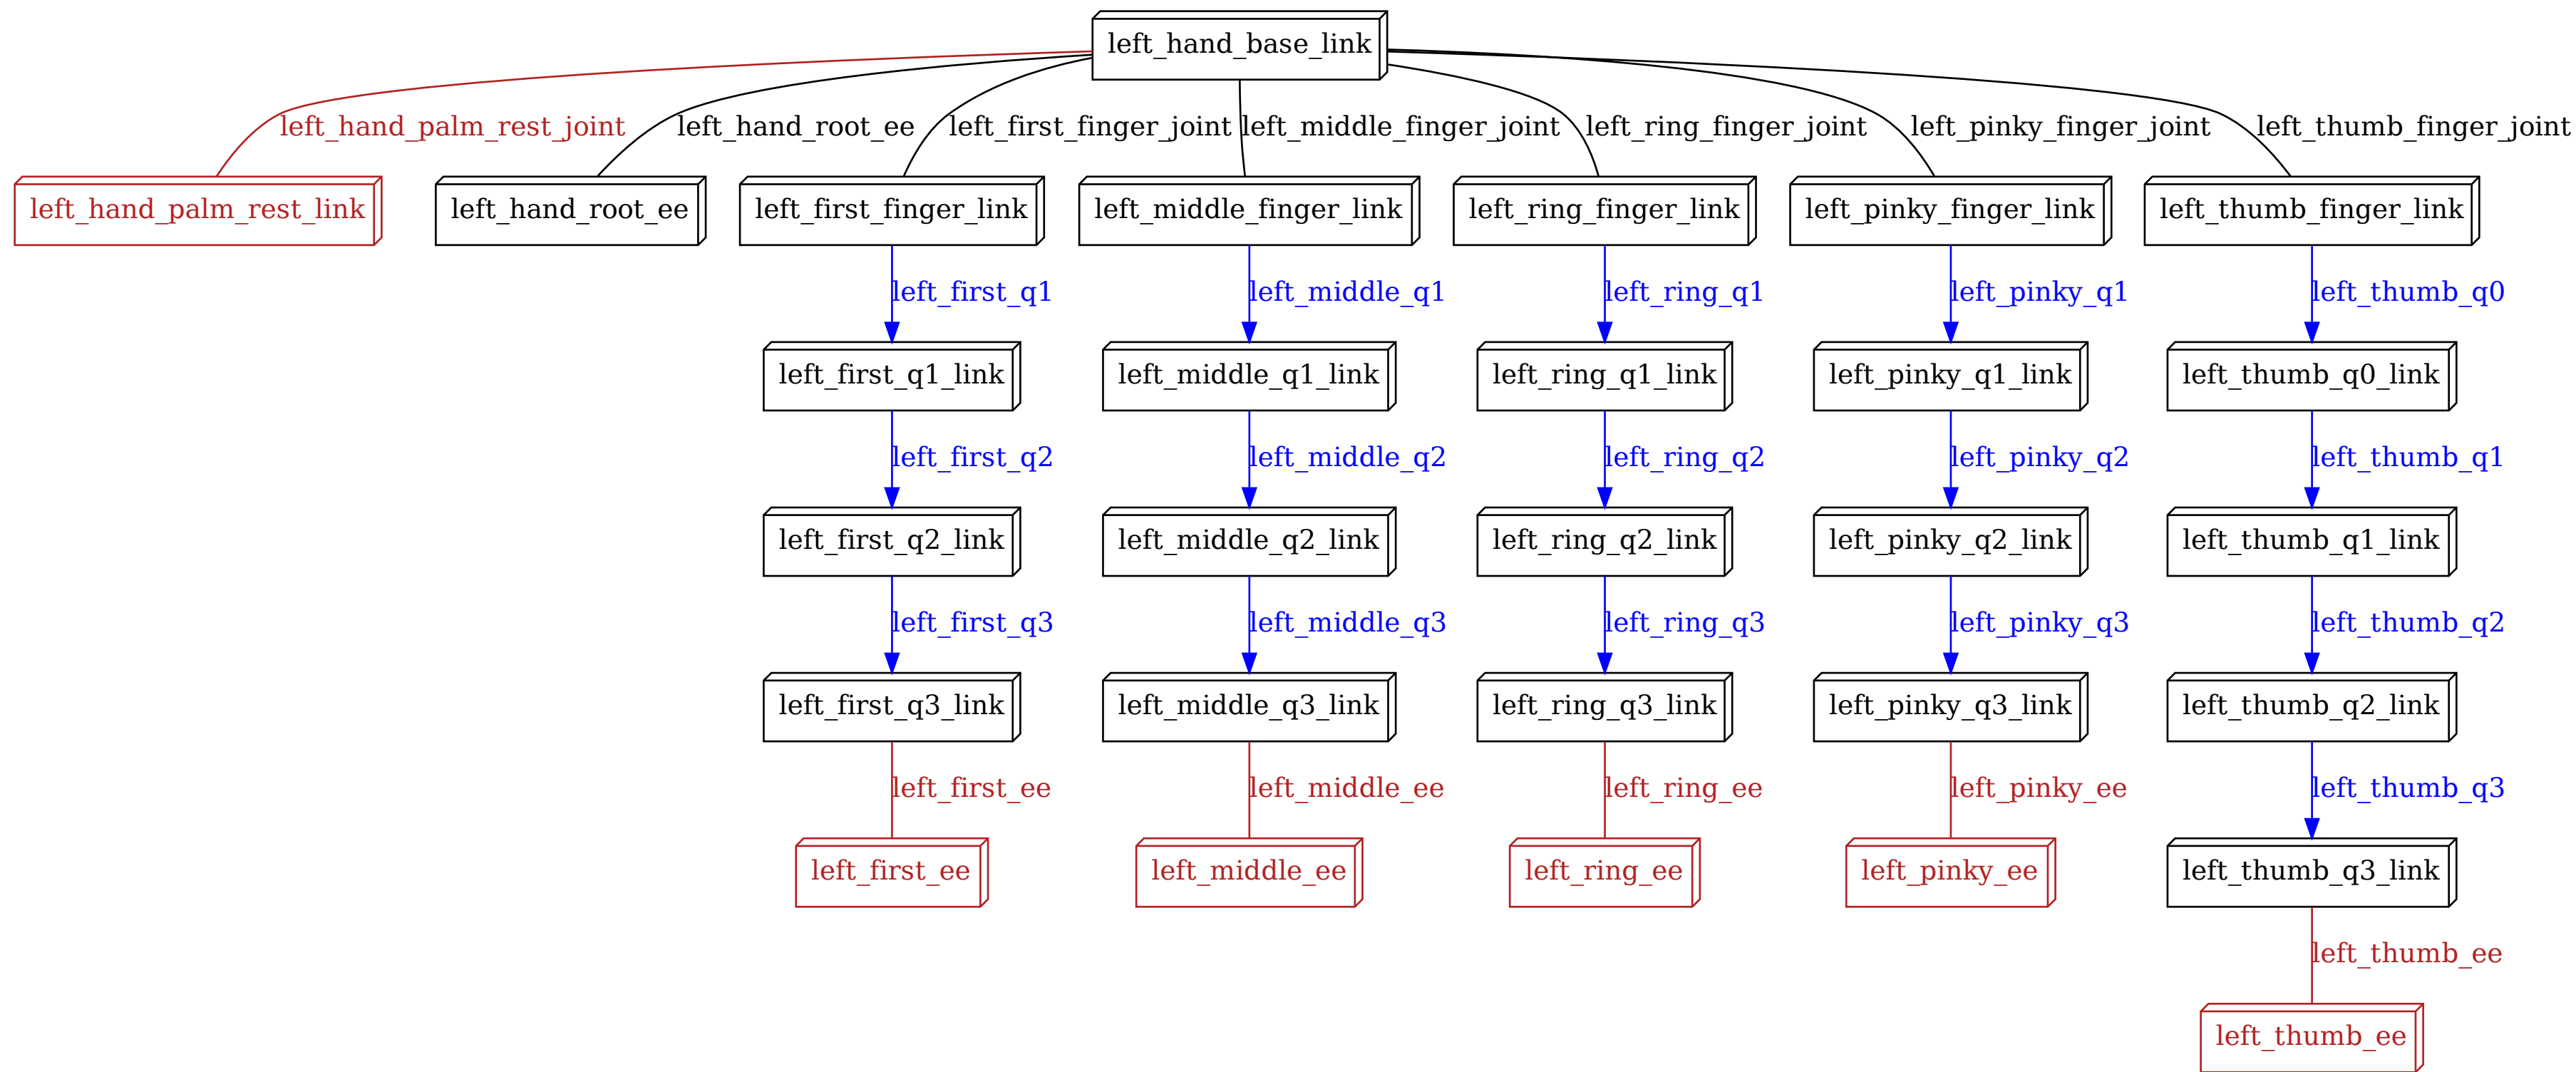 left_hand_base_link
left_hand_palm_rest_joint
left_hand_root_ee
left_first_finger_joint
left_middle_finger_joint
left_ring_finger_joint
left_pinky_finger_joint
left_thumb_finger_joint
left_hand_palm_rest_link
left_hand_root_ee
left_first_finger_link
left_middle_finger_link
left_ring_finger_link
left_pinky_finger_link
left_thumb_finger_link
left_first_q1
left_middle_q1
left_ring_q1
left_pinky_q1
left_thumb_q0
left_first_q1_link
left_middle_q1_link
left_ring_q1_link
left_pinky_q1_link
left_thumb_q0_link
left_first_q2
left_middle_q2
left_ring_q2
left_pinky_q2
left_thumb_q1
left_first_q2_link
left_middle_q2_link
left_ring_q2_link
left_pinky_q2_link
left_thumb_q1_link
left_first_q3
left_middle_q3
left_ring_q3
left_pinky_q3
left_thumb_q2
left_first_q3_link
left_middle_q3_link
left_ring_q3_link
left_pinky_q3_link
left_thumb_q2_link
left_first_ee
left_middle_ee
left_ring_ee
left_pinky_ee
left_thumb_q3
left_first_ee
left_middle_ee
left_ring_ee
left_pinky_ee
left_thumb_q3_link
left_thumb_ee
left_thumb_ee